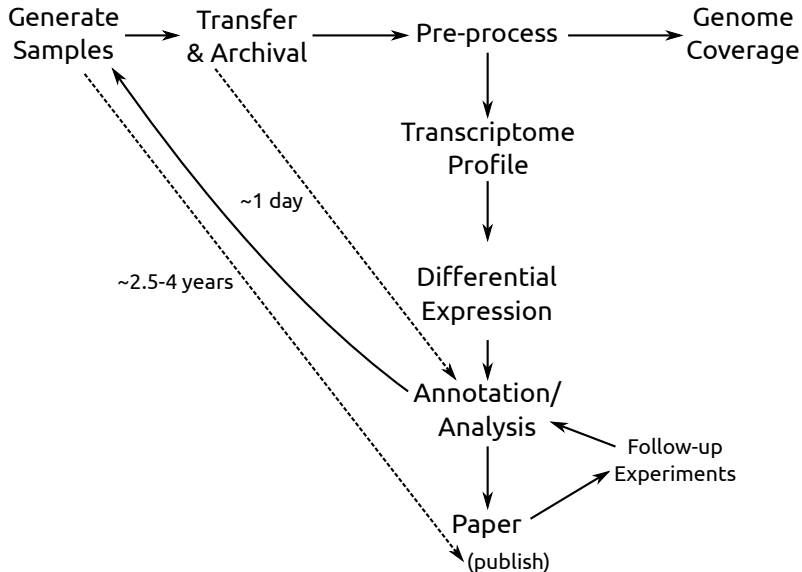 Generate
Samples
Transfer
& Archival
Pre-process
Genome
Coverage
Transcriptome
Profile
~1 day
~2.5-4 years
Differential
Expression
Annotation/
Analysis
Follow-up
Experiments
Paper
(publish)